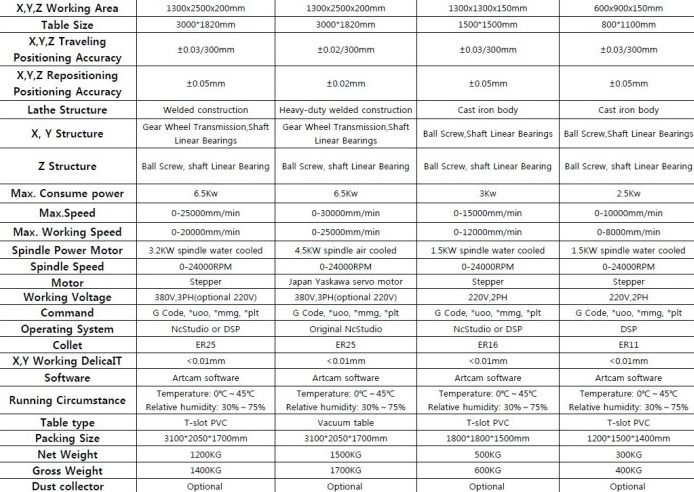 X,Y,Z Working Area 1300x2500x200mm 1300x2500x200mm 1300x1300x150mm 600x900x150mm
Table Size 3000*1820mm 3000*1820mm 1500*1500mm 800*1100mm
X,Y,Z Traveling
Positioning Accuracy ±0.03/300mm ±0.02/300mm ±0.03/300mm ±0.03/300mm
X,Y,Z Repositioning
Positioning Accuracy ±0.05mm ±0.02mm ±0.05mm ±0.05mm
Lathe Structure Welded construction Heavy-duty welded construction Cast iron body Cast iron body
X, Y Structure Gear Wheel Transmission,Shaft Linear Bearings Gear Wheel Transmission,Shaft Linear Bearings Ball Screw,Shaft Linear Bearings Ball Screw,Shaft Linear Bearings
Z Structure Ball Screw, shaft Linear Bearing Ball Screw, shaft Linear Bearing Ball Screw, shaft Linear Bearing Ball Screw, shaft Linear Bearing
Max. Consume power 6.5Kw 6.5Kw 3Kw 2.5Kw
Max.Speed 0-25000mm/min 0-30000mm/min 0-15000mm/min 0-10000mm/min
Max. Working Speed 0-20000mm/min 0-25000mm/min 0-12000mm/min 0-8000mm/min
Spindle Power Motor 3.2KW spindle water cooled 4.5KW spindle air cooled 1.5KW spindle water cooled 1.5KW spindle water cooled
Spindle Speed 0-24000RPM 0-24000RPM 0-24000RPM 0-24000RPM
Motor Stepper Japan Yaskawa servo motor Stepper Stepper
Working Voltage 380V,3PH(optional 220V) 380V,3PH(optional 220V) 220V,2PH 220V,2PH
Command G Code, *uoo, *mmg, *plt G Code, *uoo, *mmg, *plt G Code, *uoo, *mmg, *plt G Code, *uoo, *mmg, *plt
Operating System NcStudio or DSP Original NcStudio NcStudio or DSP DSP
Collet ER25 ER25 ER16 ER11
X,Y Working DelicaIT <0.01mm <0.01mm <0.01mm <0.01mm
Software Artcam software Artcam software Artcam software Artcam software
Running Circumstance Temperature: 0℃~45℃ Temperature: 0℃~45℃ Temperature: 0℃~45℃ Temperature: 0℃~45℃
Relative humidity: 30%~75% Relative humidity: 30%~75% Relative humidity: 30%~75% Relative humidity: 30%~75%
Table type T-slot PVC Vacuum table T-slot PVC T-slot PVC
Packing Size 3100*2050*1700mm 3100*2050*1700mm 1800*1800*1500mm 1200*1500*1400mm
Net Weight 1200KG 1500KG 500KG 300KG
Gross Weight 1400KG 1700KG 600KG 400KG
Dust collector Optional Optional Optional Optional